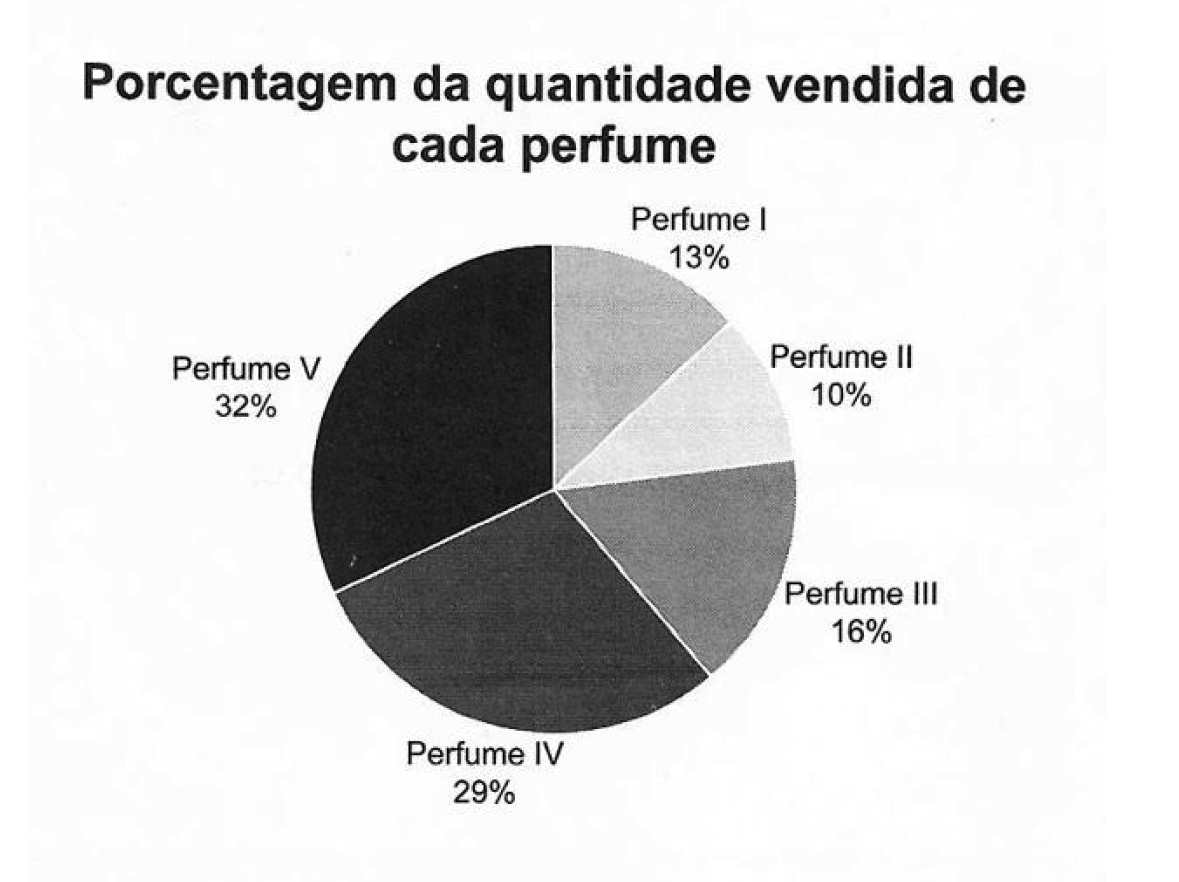 Porcentagem da quantidade vendida de
cada perfume
Perfume I
13%
Perfume II
10%
Perfume III
16%
Perfume IV
29%
Perfume V
32%